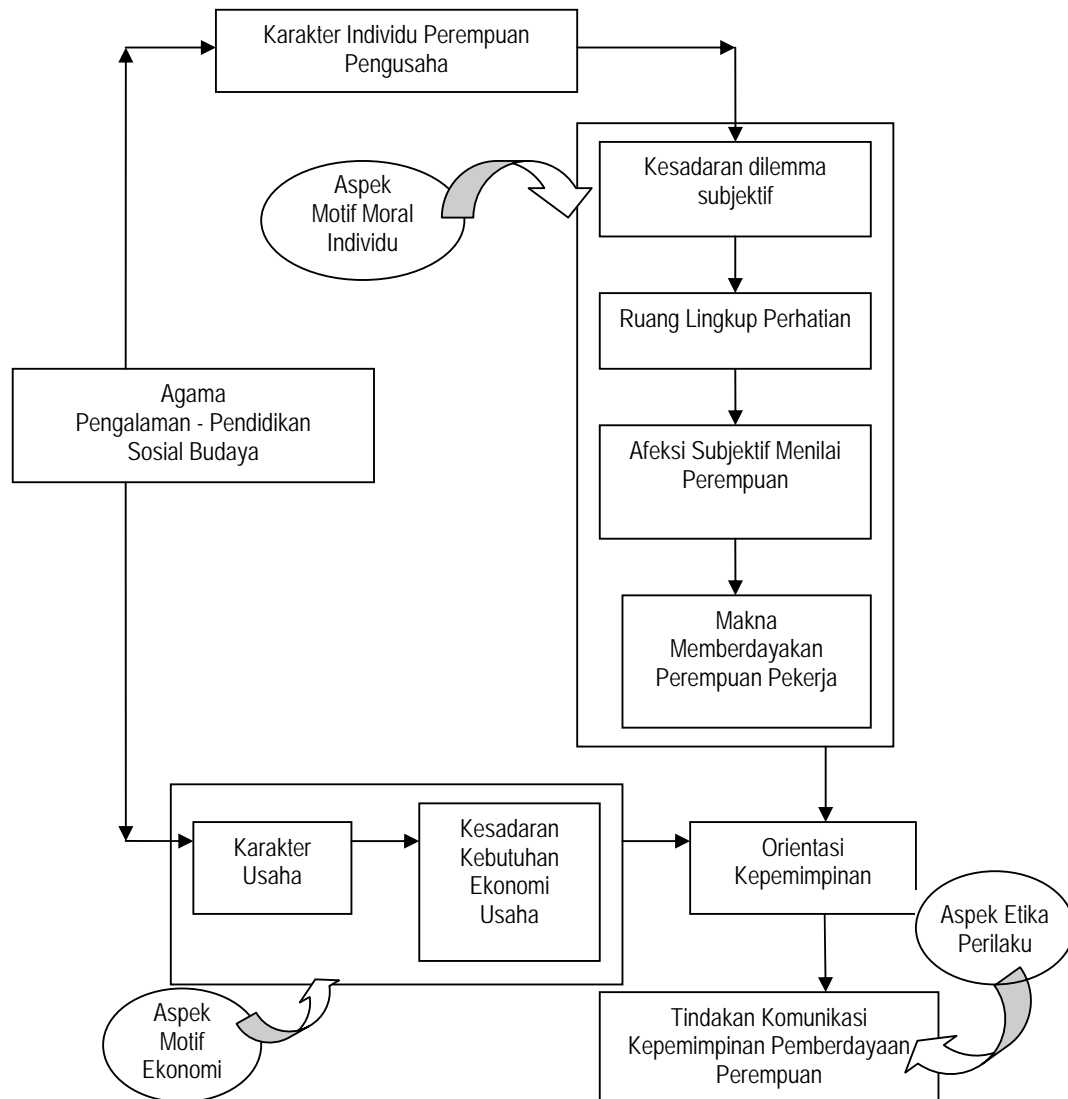 Karakter Individu Perempuan
Pengusaha
Kesadaran dilemma
subjektif
Aspek
Motif Moral
Individu
Ruang Lingkup Perhatian
Agama
Pengalaman - Pendidikan
Sosial Budaya
Afeksi Subjektif Menilai
Perempuan
Makna
Memberdayakan
Perempuan Pekerja
Karakter
Usaha
Kesadaran
Kebutuhan
Ekonomi
Usaha
Orientasi
Kepemimpinan
Aspek Etika
Perilaku
Aspek
Motif
Ekonomi
Tindakan Komunikasi
Kepemimpinan Pemberdayaan
Perempuan